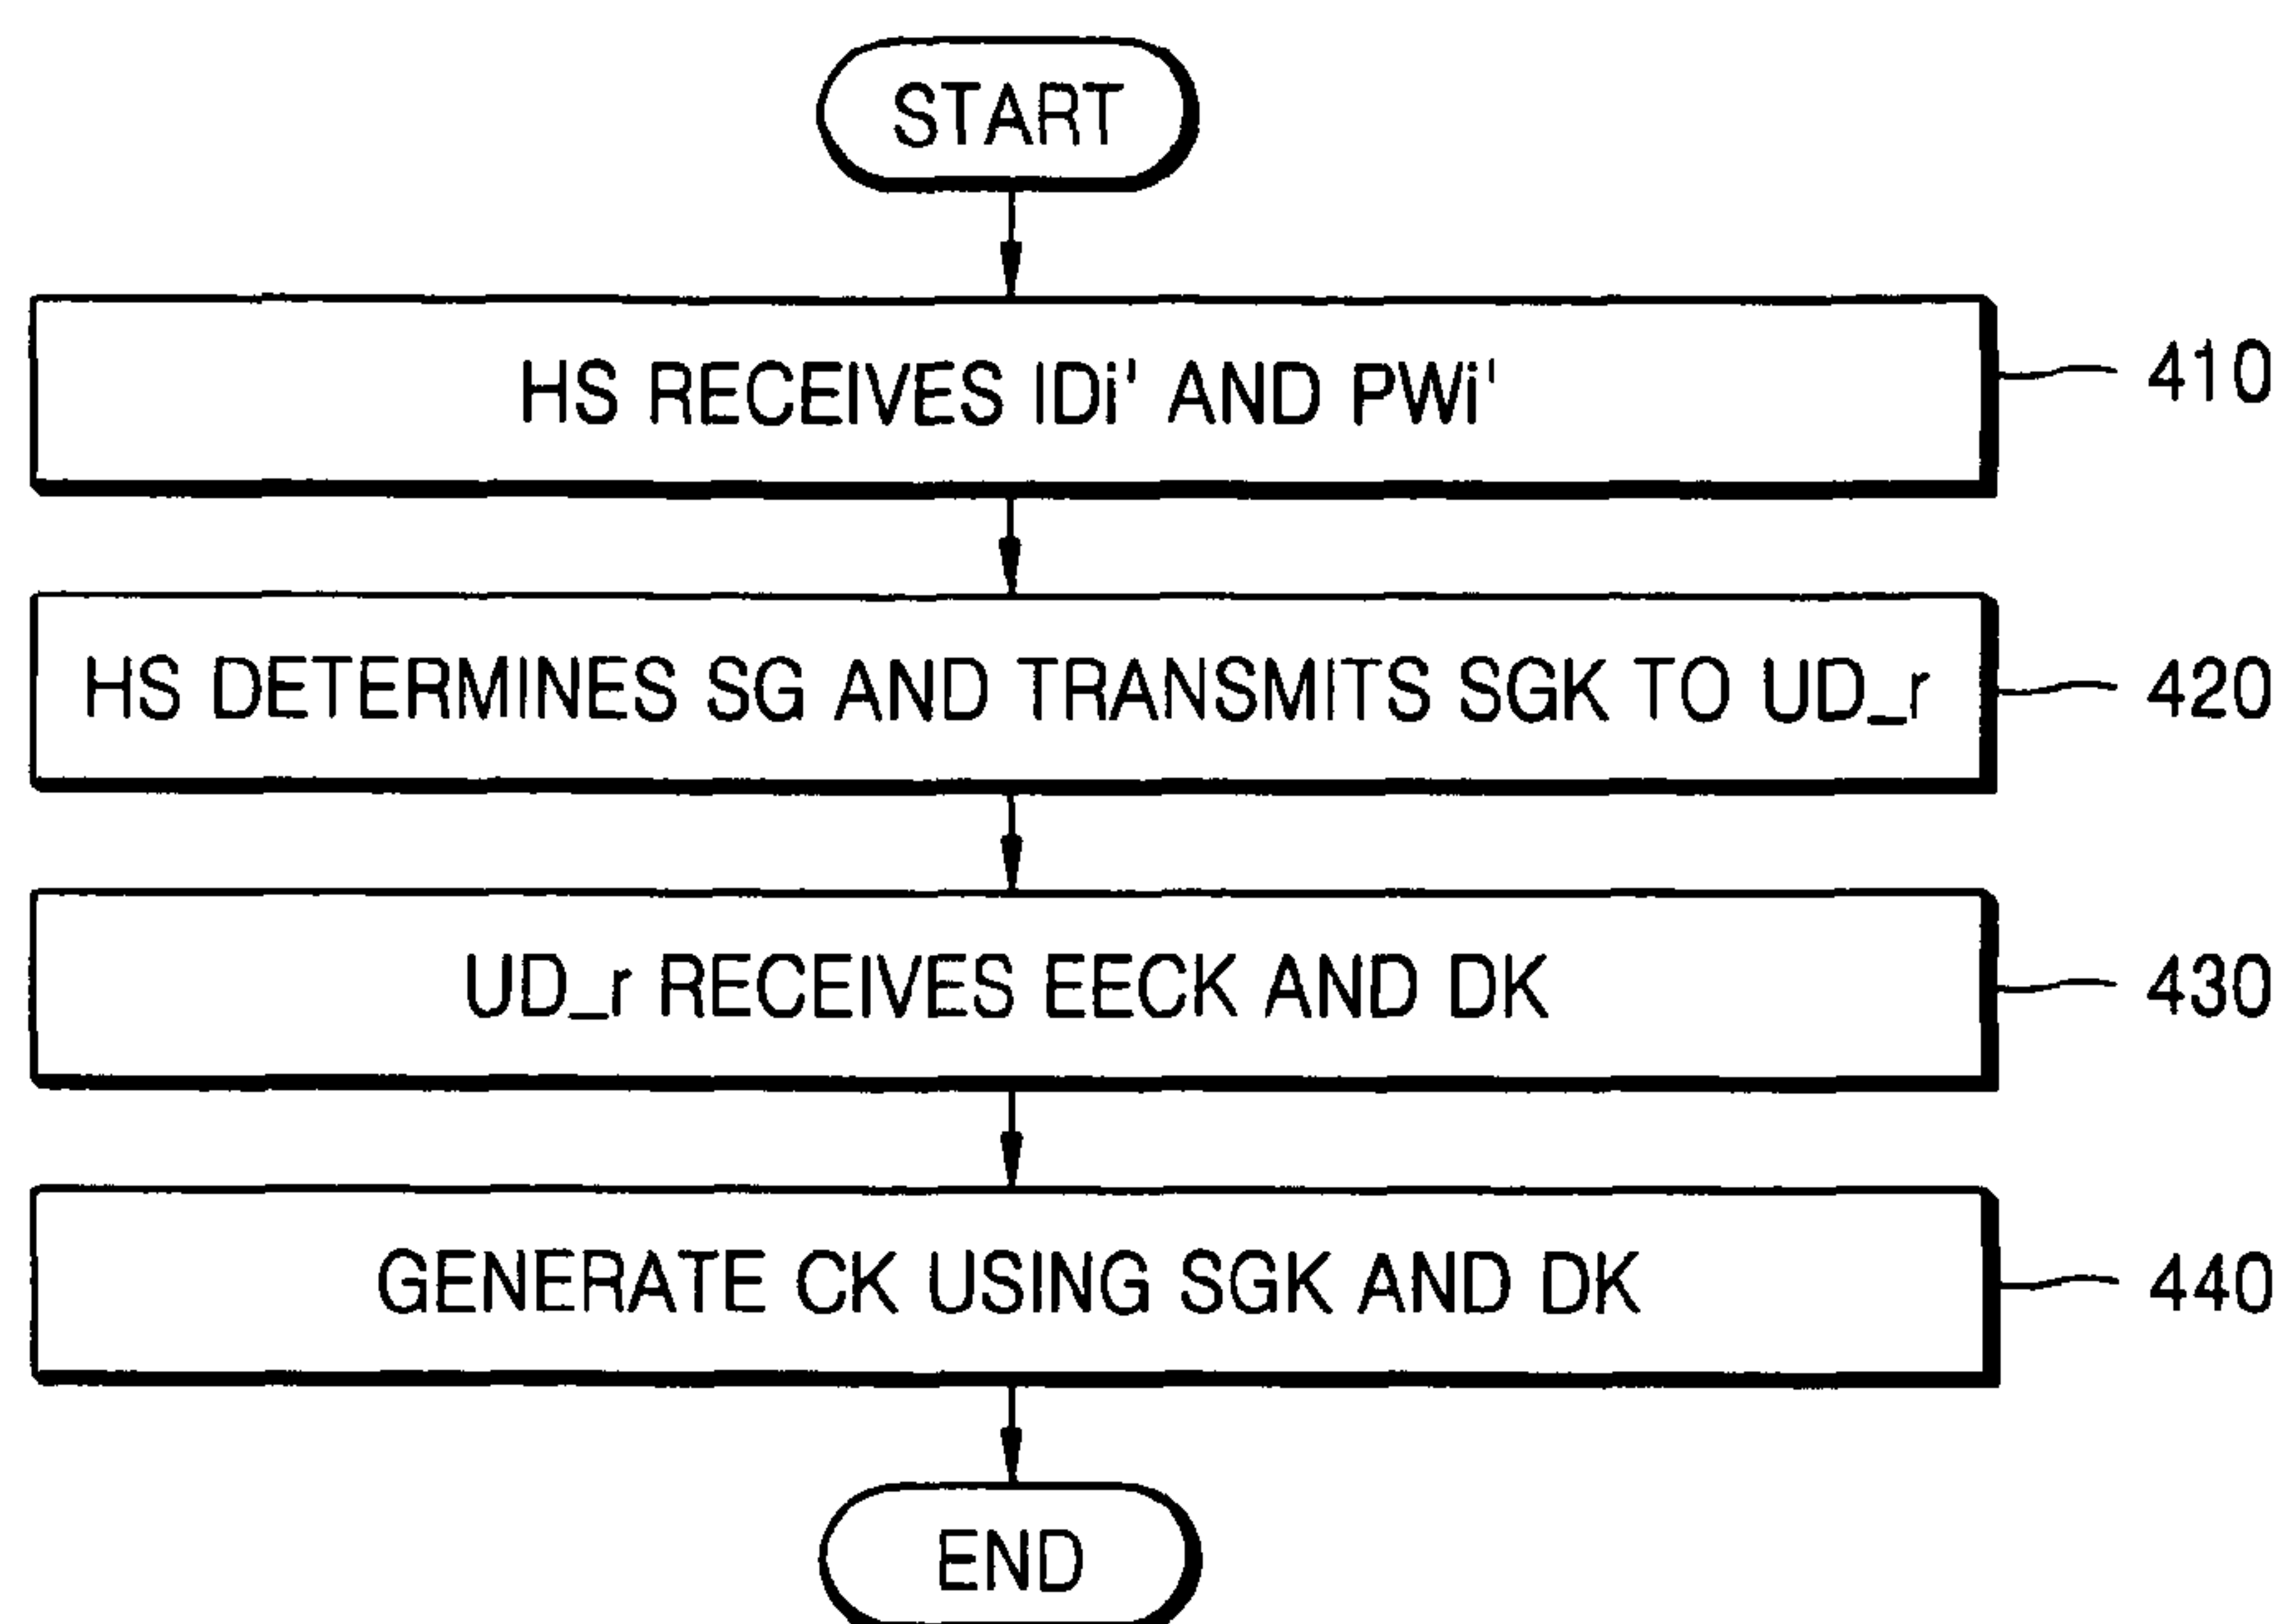 START
HS RECEIVES IDi' AND PWi'
410
HS DETERMINES SG AND TRANSMITS SGK TO UD_r
420
UD_r RECEIVES EECK AND DK
430
GENERATE CK USING SGK AND DK
440
END